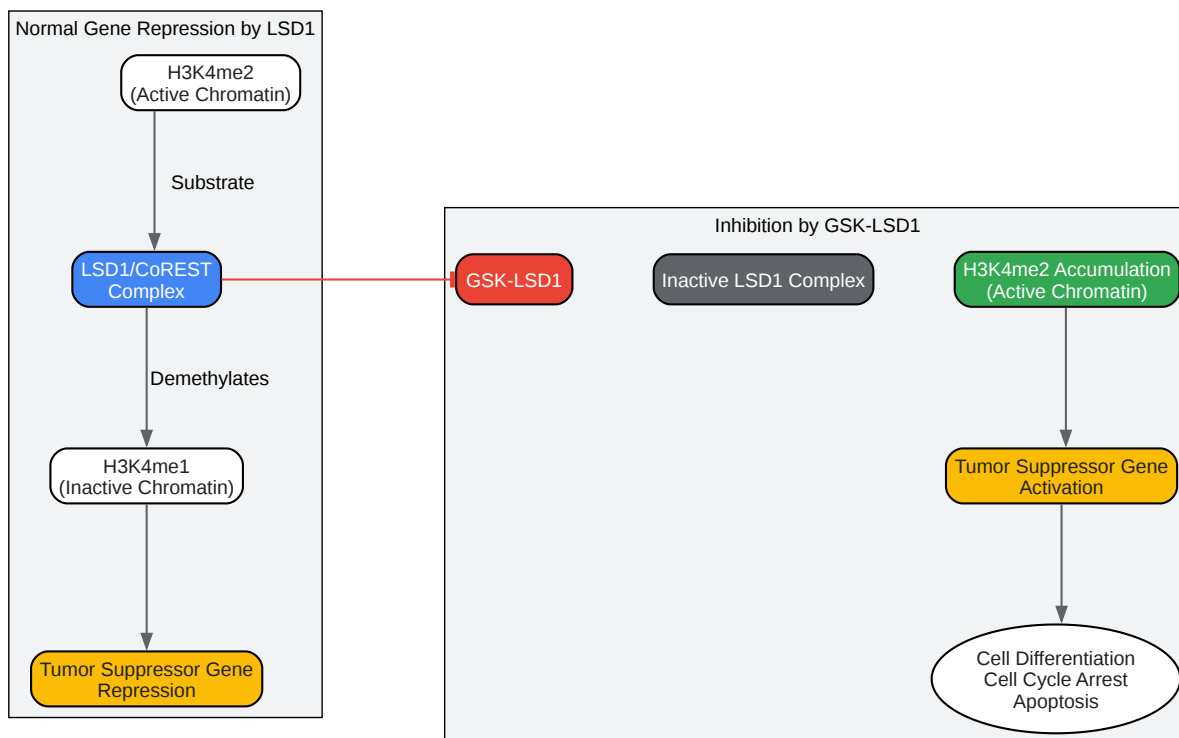 Normal Gene Repression by LSD1
H3K4me2
(Active Chromatin)
Substrate
LSD1/CoREST
Complex
Demethylates
H3K4me1
(Inactive Chromatin)
Tumor Suppressor Gene
Repression
Inhibition by GSK-LSD1
GSK-LSD1
Inactive LSD1 Complex
H3K4me2 Accumulation
(Active Chromatin)
Tumor Suppressor Gene
Activation
Cell Differentiation
Cell Cycle Arrest
Apoptosis